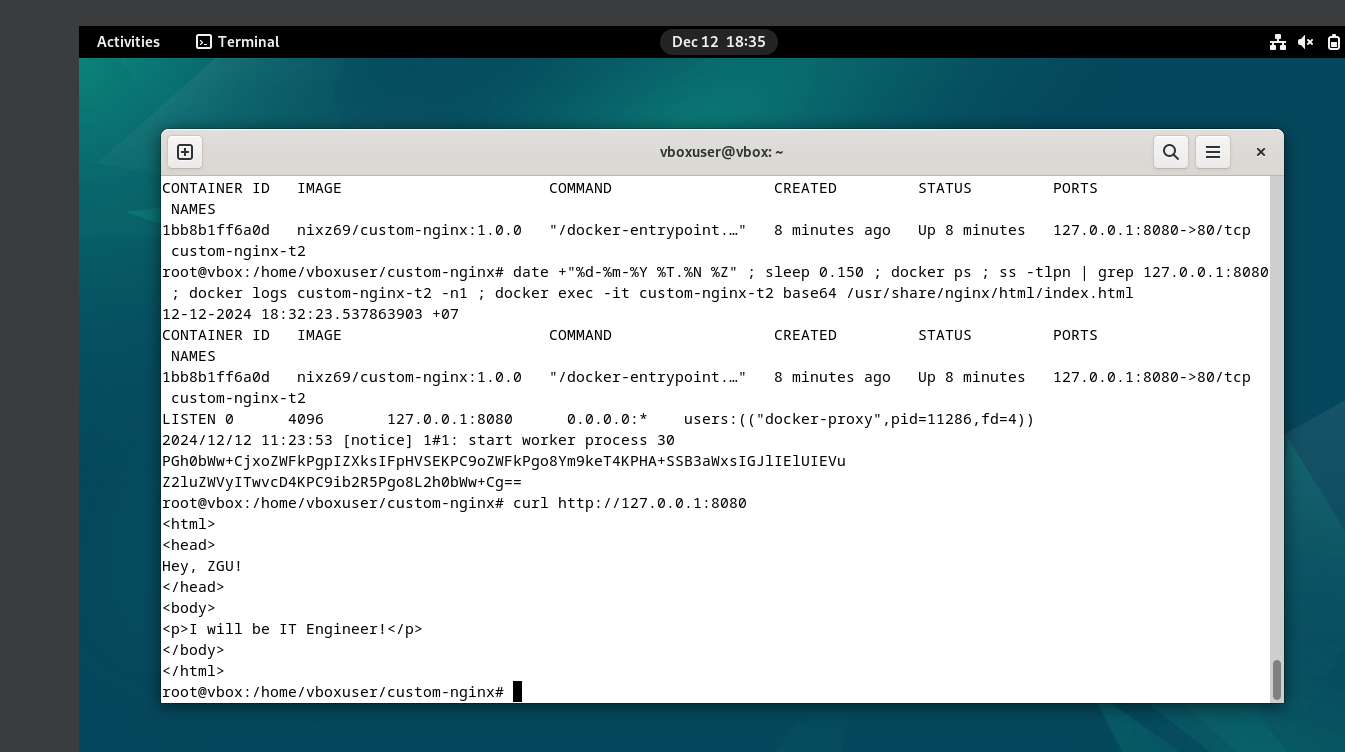 Activities Terminal Dec 12 18:35
vboxuser@vbox: ~
CONTAINER ID   IMAGE                       COMMAND                  CREATED         STATUS         PORTS
 NAMES
1bb8b1ff6a0d   nixz69/custom-nginx:1.0.0   "/docker-entrypoint.…"   8 minutes ago   Up 8 minutes   127.0.0.1:8080->80/tcp
 custom-nginx-t2
root@vbox:/home/vboxuser/custom-nginx# date +"%d-%m-%Y %T.%N %Z" ; sleep 0.150 ; docker ps ; ss -tlpn | grep 127.0.0.1:8080
 ; docker logs custom-nginx-t2 -n1 ; docker exec -it custom-nginx-t2 base64 /usr/share/nginx/html/index.html
12-12-2024 18:32:23.537863903 +07
CONTAINER ID   IMAGE                       COMMAND                  CREATED         STATUS         PORTS
 NAMES
1bb8b1ff6a0d   nixz69/custom-nginx:1.0.0   "/docker-entrypoint.…"   8 minutes ago   Up 8 minutes   127.0.0.1:8080->80/tcp
 custom-nginx-t2
LISTEN 0      4096       127.0.0.1:8080      0.0.0.0:*    users:(("docker-proxy",pid=11286,fd=4))
2024/12/12 11:23:53 [notice] 1#1: start worker process 30
PGh0bWw+CjxoZWFkPgpIZXksIFpHVSEKPC9oZWFkPgo8Ym9keT4KPHA+SSB3aWxsIGJlIElUIEVu
Z2luZWVyITwvcD4KPC9ib2R5Pgo8L2h0bWw+Cg==
root@vbox:/home/vboxuser/custom-nginx# curl http://127.0.0.1:8080
<html>
<head>
Hey, ZGU!
</head>
<body>
<p>I will be IT Engineer!</p>
</body>
</html>
root@vbox:/home/vboxuser/custom-nginx#